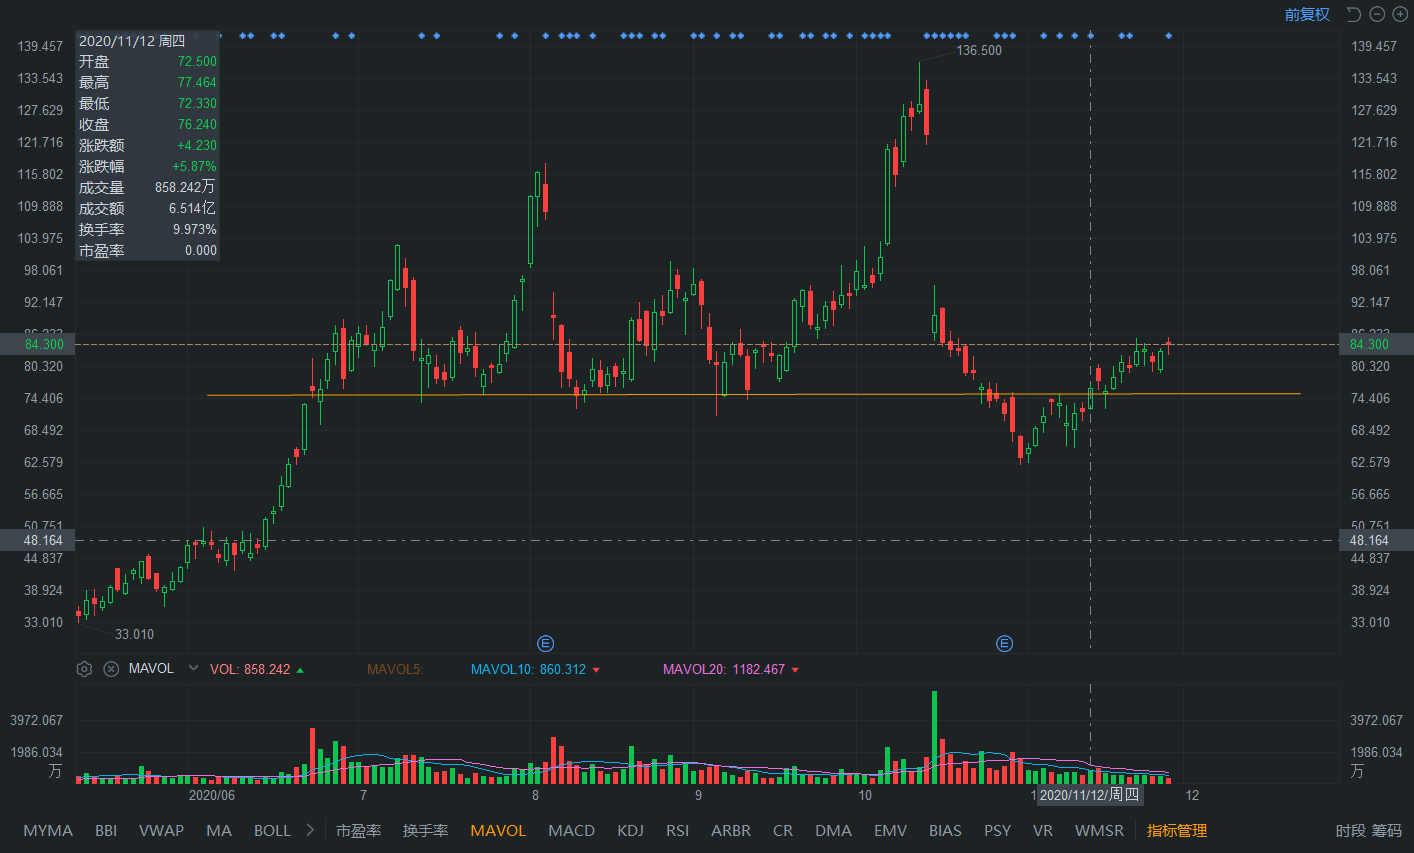 前复权
139.457 139.457
2020/11/12 周四
136.500
开盘 72.500
133.543 133.543
最高 77.464
最低 72.330
127.629 127.629
收盘 76.240
121.716 121.716
涨跌额 +4.230
涨跌幅 +5.87%
115.802 115.802
成交量 858.242万
成交额 6.514亿
109.888 109.888
换手率 9.973%
103.975 103.975
市盈率 0.000
98.061 98.061
92.147 92.147
84.300 84.300
80.320 80.320
74.406 74.406
68.492 68.492
62.579 62.579
56.665 56.665
50.751 50.751
48.164 48.164
44.837 44.837
38.924 38.924
33.010 33.010
33.010
E E
MAVOL VOL: 858.242 MAVOL5: MAVOL10: 860.312 MAVOL20: 1182.467
3972.067 3972.067
1986.034 1986.034
万 万
2020/06 7 8 9 10 2020/11/12/周四 12
MYMA BBI VWAP MA BOLL 市盈率 换手率 MAVOL MACD KDJ RSI ARBR CR DMA EMV BIAS PSY VR WMSR 指标管理 时段 筹码